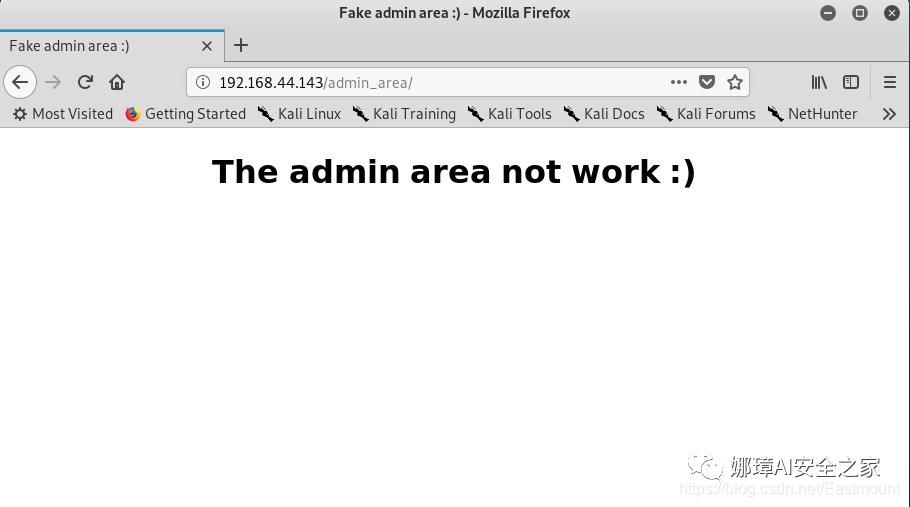 Fake admin area :) - Mozilla Firefox
Fake admin area :)
192.168.44.143/admin_area/
Most Visited Getting Started Kali Linux Kali Training Kali Tools Kali Docs Kali Forums NetHunter
The admin area not work :)
娜璋AI安全之家
https://blog.csdn.net/Eastmount